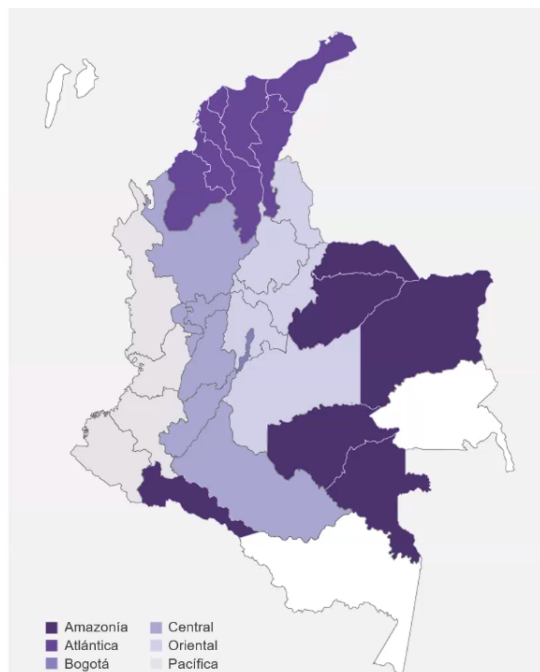 Amazonía
Atlántica
Bogotá
Central
Oriental
Pacífica